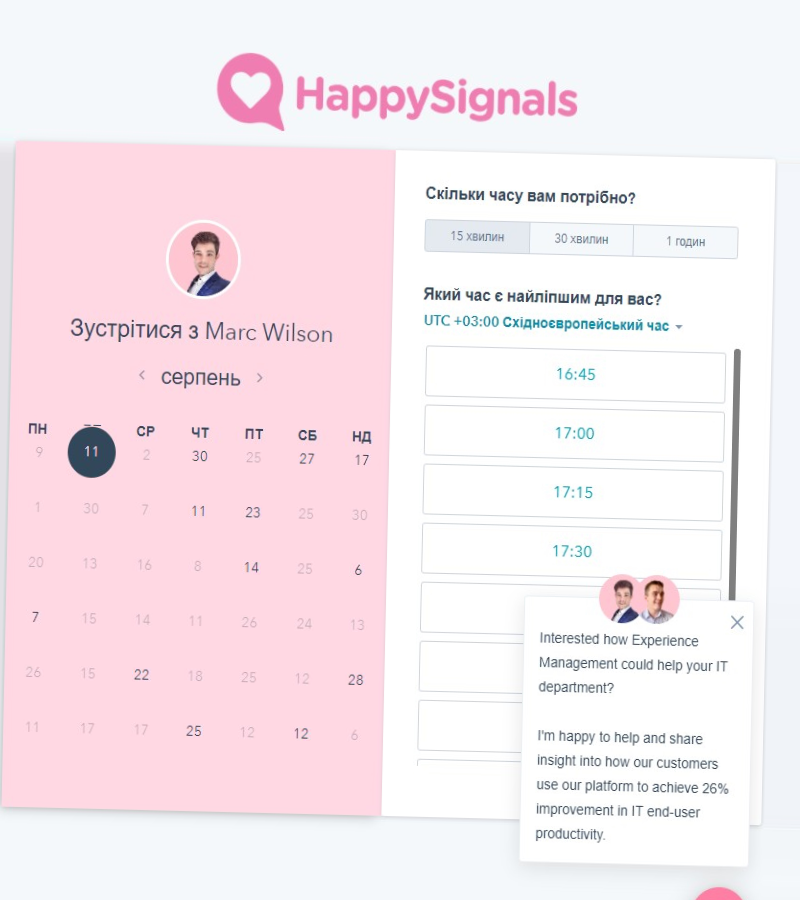 HappySignals
Зустрітися з Marc Wilson
серпень
ПН СР ЧТ ПТ СБ НД
9 11 2 30 25 27 17
1 30 7 11 23 25 30
20 13 16 8 14 25 6
7 15 14 11 26 24 13
26 15 22 18 25 12 28
11 17 17 25 12 12 6
Скільки часу вам потрібно?
15 хвилин 30 хвилин 1 годин
Який час є найліпшим для вас?
UTC +03:00 Східноєвропейський час
16:45
17:00
17:15
17:30
Interested how Experience
Management could help your IT
department?
I'm happy to help and share
insight into how our customers
use our platform to achieve 26%
improvement in IT end-user
productivity.